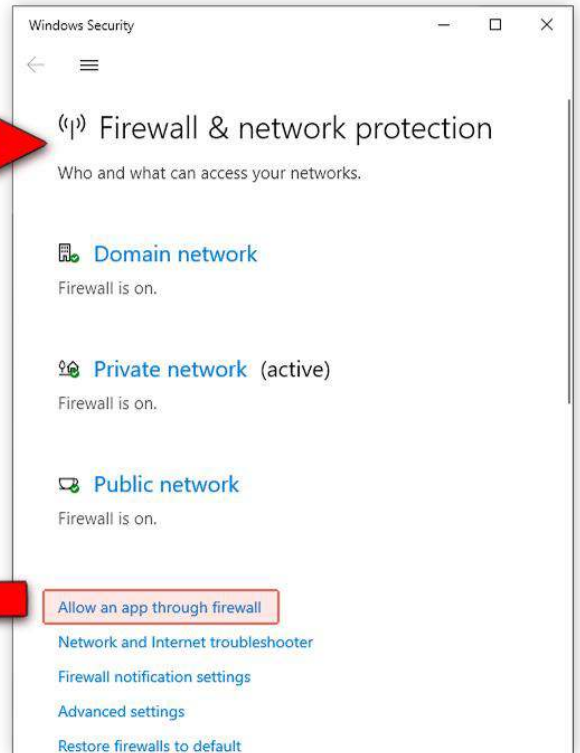 Windows Security
Firewall & network protection
Who and what can access your networks.
Domain network
Firewall is on.
Private network (active)
Firewall is on.
Public network
Firewall is on.
Allow an app through firewall
Network and Internet troubleshooter
Firewall notification settings
Advanced settings
Restore firewalls to default